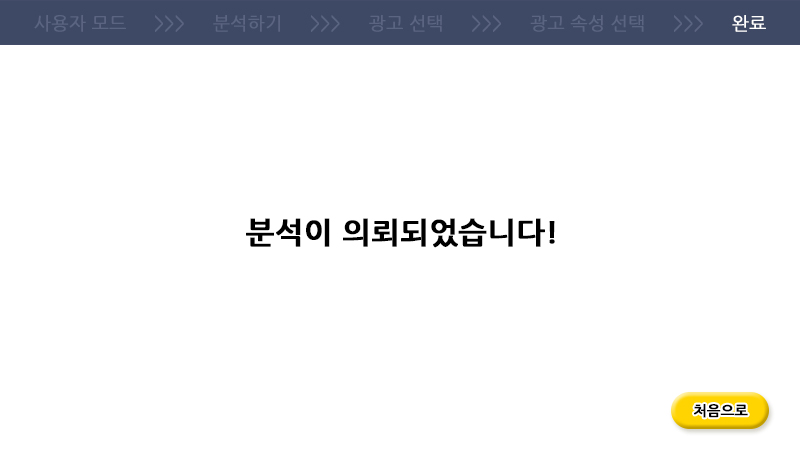 사용자 모드 >>> 분석하기 >>> 광고 선택 >>> 광고 속성 선택 >>> 완료
분석이 의뢰되었습니다!
처음으로